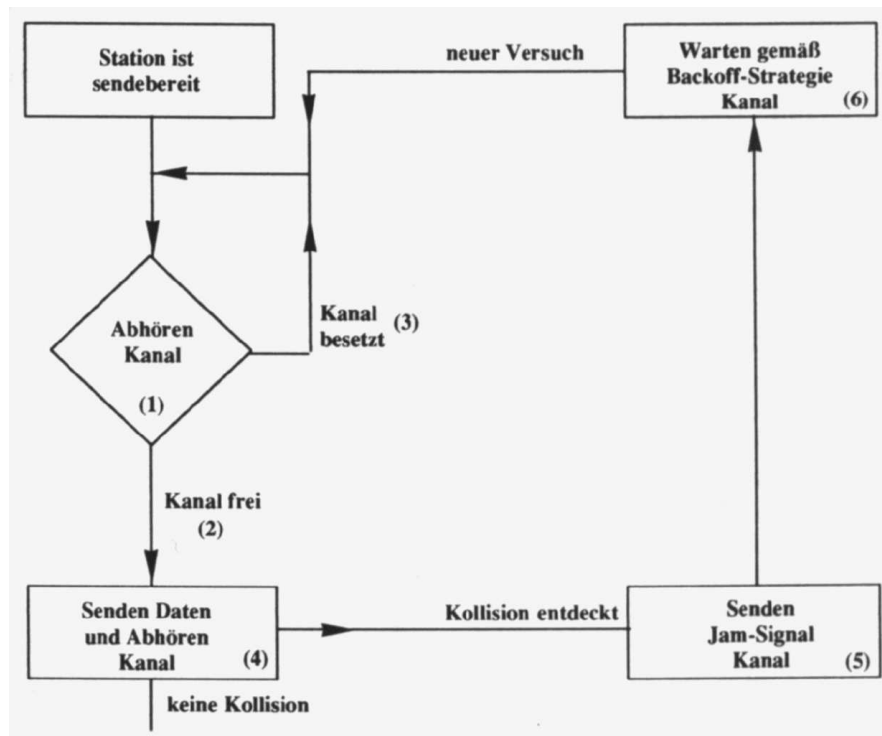 Station ist
sendebereit
neuer Versuch
Warten gemäß
Backoff-Strategie
Kanal (6)
Kanal
besetzt (3)
Abhören
Kanal
(1)
Kanal frei
(2)
Senden Daten
und Abhören
Kanal (4)
Kollision entdeckt
Senden
Jam-Signal
Kanal (5)
keine Kollision